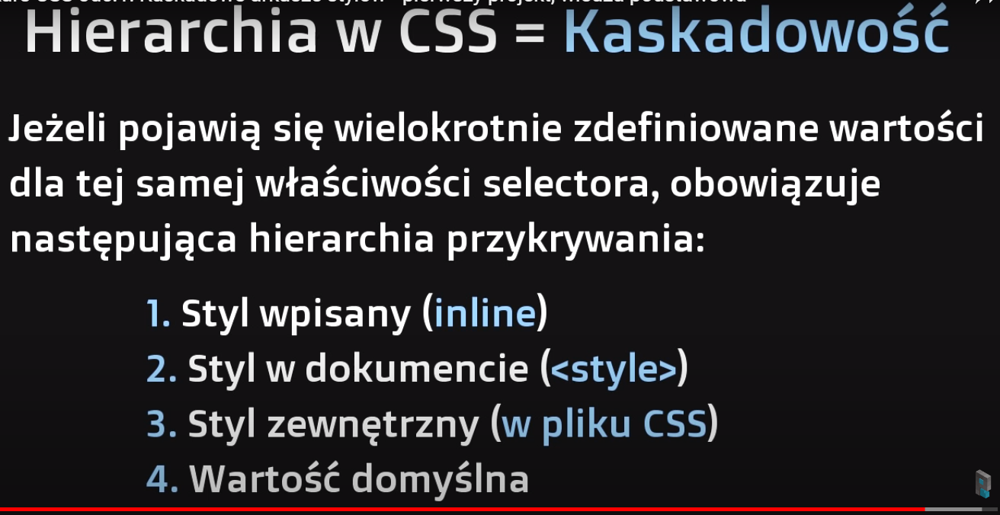 Hierarchia w CSS = Kaskadowość
Jeżeli pojawią się wielokrotnie zdefiniowane wartości
dla tej samej właściwości selectora, obowiązuje
następująca hierarchia przykrywania:
1. Styl wpisany (inline)
2. Styl w dokumencie (<style>)
3. Styl zewnętrzny (w pliku CSS)
4. Wartość domyślna